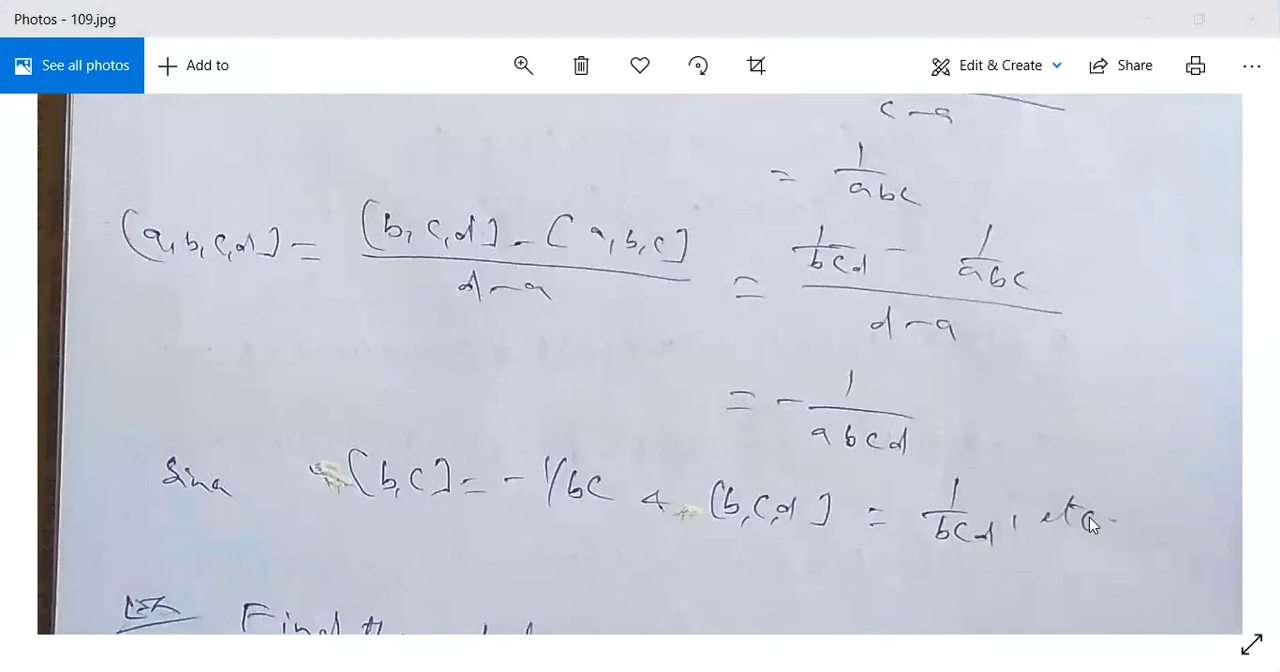 Photos - 109.jpg
See all photos
Add to
Edit & Create
Share
c - a
= 1/abc
[a, b, c, d] = [b, c, d] - [a, b, c] / d - a = 1/bcd - 1/abc / d - a
= - 1/abcd
[b, c] = - 1/bc & [b, c, d] = 1/bcd, etc.
Ex Find the